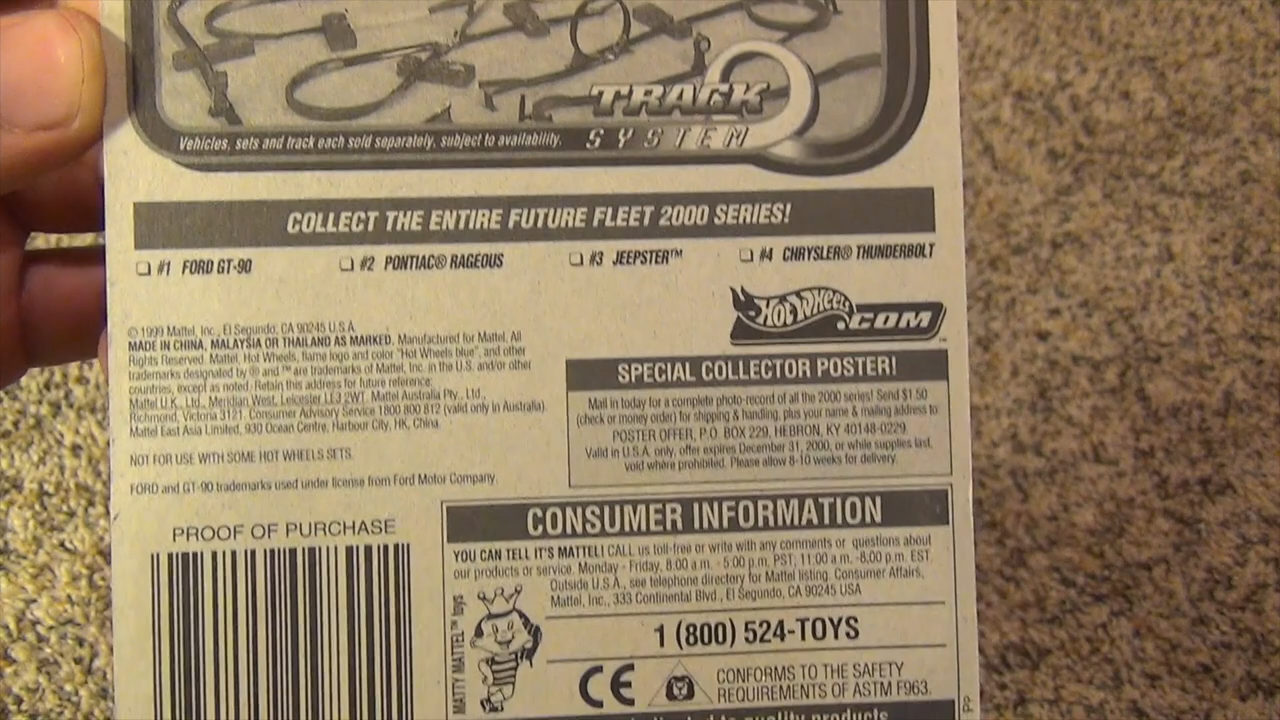 TRACK
SYSTEM
Vehicles, sets and track each sold separately, subject to availability.
COLLECT THE ENTIRE FUTURE FLEET 2000 SERIES!
#1 FORD GT-90
#2 PONTIAC® RAGEOUS
#3 JEEPSTER™
#4 CHRYSLER® THUNDERBOLT
HOT WHEELS.COM
© 1999 Mattel, Inc., El Segundo, CA 90245 U.S.A.
MADE IN CHINA, MALAYSIA OR THAILAND AS MARKED. Manufactured for Mattel. All
Rights Reserved. Mattel, Hot Wheels, flame logo and color "Hot Wheels blue", and other
trademarks designated by ® and ™ are trademarks of Mattel, Inc. in the U.S. and/or other
countries, except as noted. Retain this address for future reference:
Mattel U.K., Ltd., Meridian West, Leicester LE3 2WT. Mattel Australia Pty., Ltd.,
Richmond, Victoria 3121. Consumer Advisory Service 1800 800 812 (valid only in Australia).
Mattel East Asia Limited, 930 Ocean Centre, Harbour City, HK, China.
NOT FOR USE WITH SOME HOT WHEELS SETS.
FORD and GT-90 trademarks used under license from Ford Motor Company.
SPECIAL COLLECTOR POSTER!
Mail in today for a complete photo-record of all the 2000 series! Send $1.50
(check or money order) for shipping & handling, plus your name & mailing address to:
POSTER OFFER, P.O. BOX 229, HEBRON, KY 40148-0229.
Valid in U.S.A. only, offer expires December 31, 2000, or while supplies last,
void where prohibited. Please allow 8-10 weeks for delivery.
PROOF OF PURCHASE
CONSUMER INFORMATION
YOU CAN TELL IT'S MATTEL! CALL us toll-free or write with any comments or questions about
our products or service. Monday - Friday, 8:00 a.m. - 5:00 p.m. PST; 11:00 a.m. -8:00 p.m. EST.
Outside U.S.A., see telephone directory for Mattel listing. Consumer Affairs,
Mattel, Inc., 333 Continental Blvd., El Segundo, CA 90245 USA
MATTY MATTEL™ toys
1 (800) 524-TOYS
CE
CONFORMS TO THE SAFETY
REQUIREMENTS OF ASTM F963.
PP
to quality products